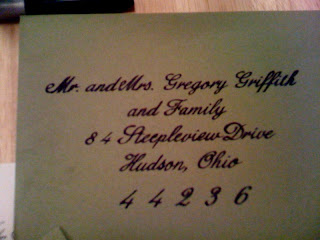 Mr. and Mrs. Gregory Griffith
and Family
84 Steepleview Drive
Hudson, Ohio
44236